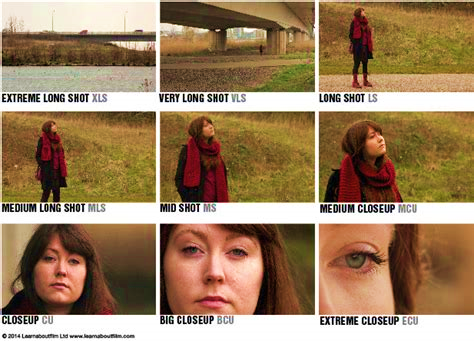 EXTREME LONG SHOT XLS
VERY LONG SHOT VLS
LONG SHOT LS
MEDIUM LONG SHOT MLS
MID SHOT MS
MEDIUM CLOSEUP MCU
CLOSEUP CU
BIG CLOSEUP BCU
EXTREME CLOSEUP ECU
© 2014 Learnaboutfilm Ltd www.learnaboutfilm.com